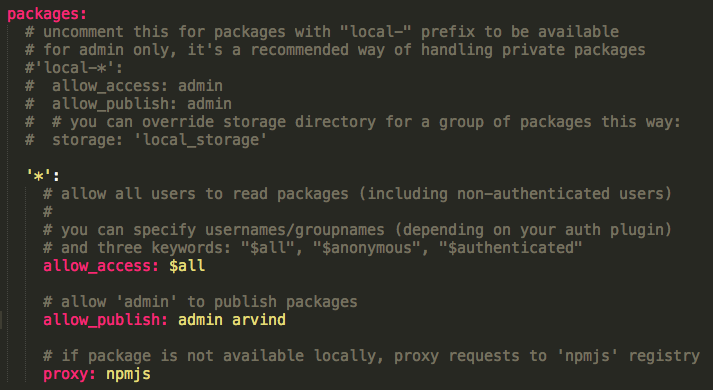 packages:
# uncomment this for packages with "local-" prefix to be available
# for admin only, it's a recommended way of handling private packages
#'local-*':
#  allow_access: admin
#  allow_publish: admin
#  # you can override storage directory for a group of packages this way:
#  storage: 'local_storage'
'*':
# allow all users to read packages (including non-authenticated users)
#
# you can specify usernames/groupnames (depending on your auth plugin)
# and three keywords: "$all", "$anonymous", "$authenticated"
allow_access: $all
# allow 'admin' to publish packages
allow_publish: admin arvind
# if package is not available locally, proxy requests to 'npmjs' registry
proxy: npmjs